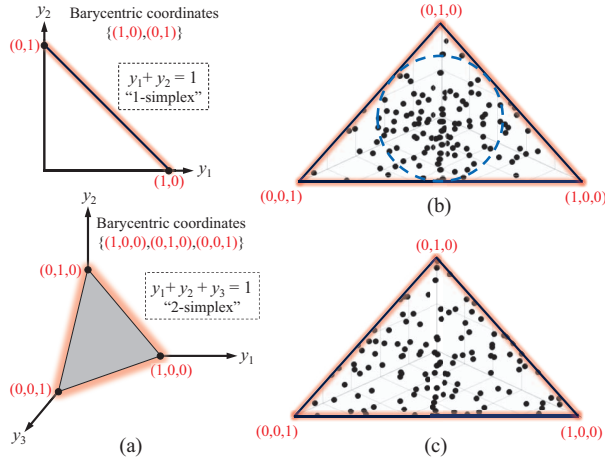 y₂
Barycentric coordinates
{(1,0),(0,1)}
(0,1)
y₁+ y₂ = 1
“1-simplex”
(1,0)
y₁
y₂
Barycentric coordinates
{(1,0,0),(0,1,0),(0,0,1)}
(0,1,0)
y₁+ y₂ + y₃ = 1
“2-simplex”
y₁
(1,0,0)
(0,0,1)
y₃
(a)
(0,1,0)
(0,0,1)
(1,0,0)
(b)
(0,1,0)
(0,0,1)
(1,0,0)
(c)